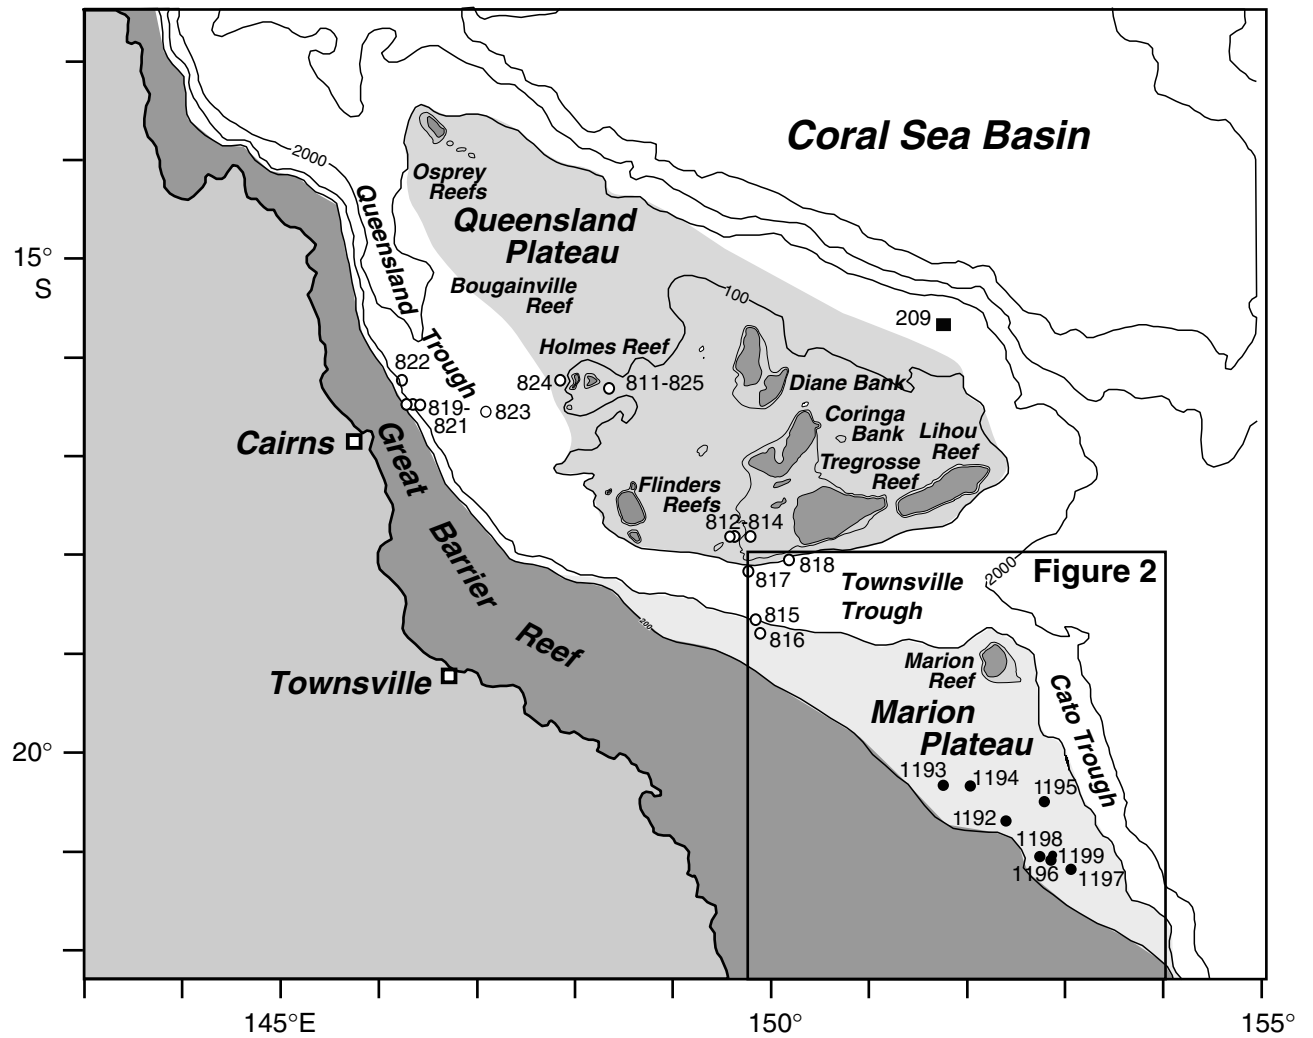 Coral Sea Basin
2000
Osprey
Reefs
Queensland
Plateau
Queensland
Trough
15°
S
Bougainville
Reef
100
209
Holmes Reef
822
824
811-825
Diane Bank
819-
821
823
Coringa
Bank
Lihou
Reef
Cairns
Great
Barrier
Reef
Tregrosse
Reef
Flinders
Reefs
812-814
818
817
2000
Figure 2
Townsville
Trough
815
816
200
Marion
Reef
Townsville
Marion
Plateau
Cato Trough
20°
1193
1194
1195
1192
1198
1199
1196
1197
145°E
150°
155°